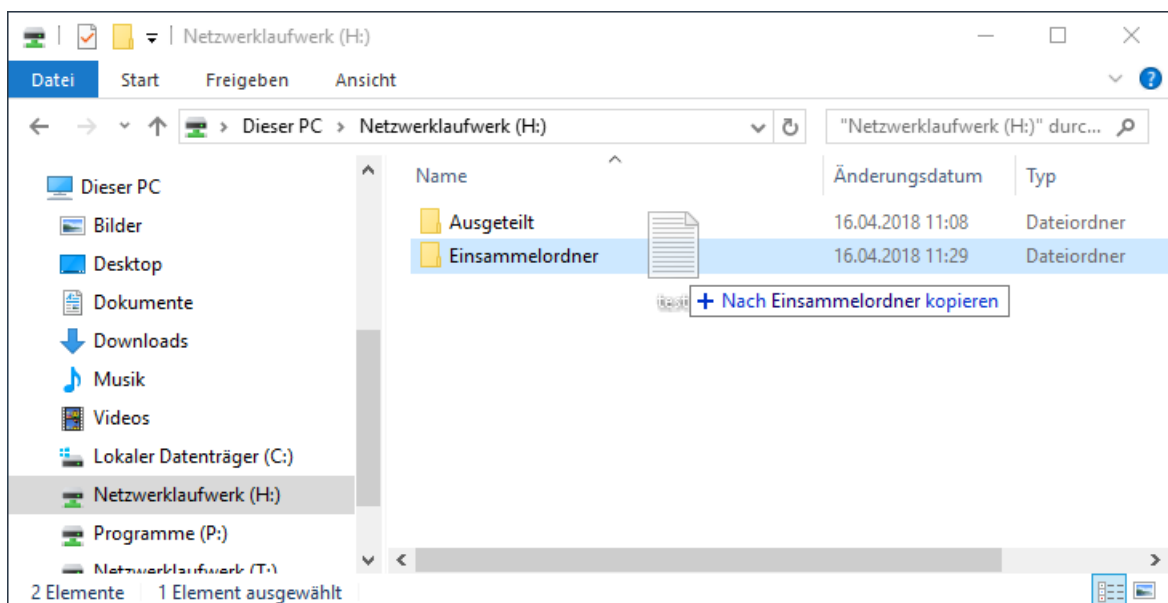 Netzwerklaufwerk (H:)
Datei Start Freigeben Ansicht
Dieser PC Netzwerklaufwerk (H:) "Netzwerklaufwerk (H:)" durc...
Name Änderungsdatum Typ
Dieser PC
Bilder
Desktop
Dokumente
Downloads
Musik
Videos
Lokaler Datenträger (C:)
Netzwerklaufwerk (H:)
Programme (P:)
Netzwerklaufwerk (T:)
Ausgeteilt 16.04.2018 11:08 Dateiordner
Einsammelordner 16.04.2018 11:29 Dateiordner
test + Nach Einsammelordner kopieren
2 Elemente 1 Element ausgewählt